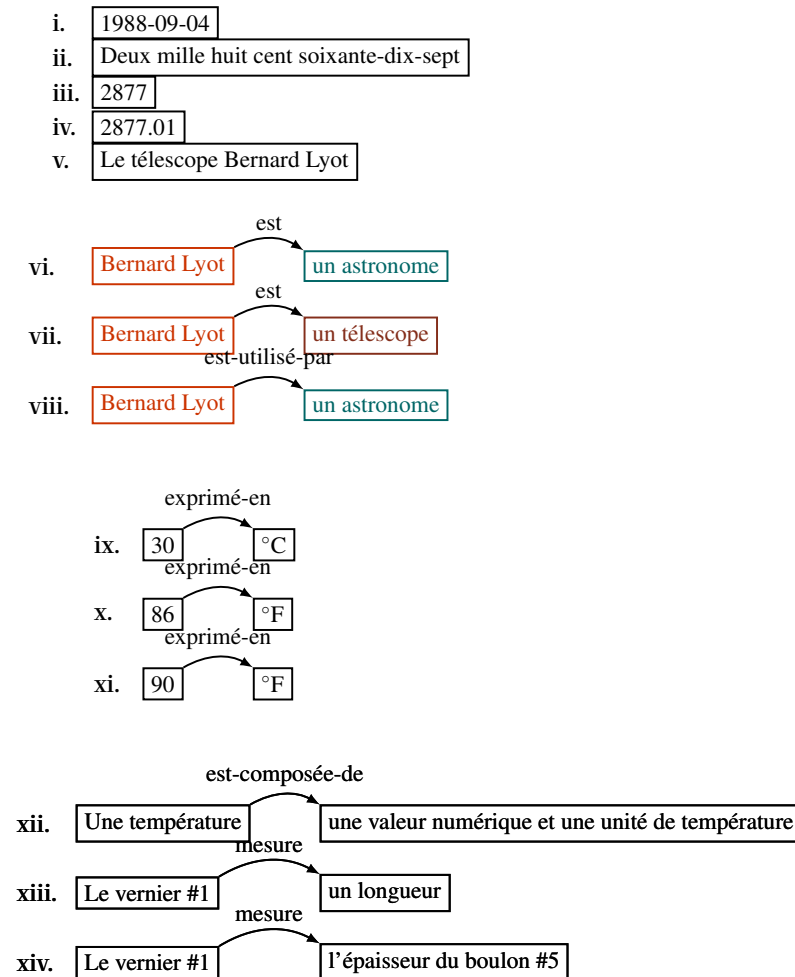 i. 1988-09-04
ii. Deux mille huit cent soixante-dix-sept
iii. 2877
iv. 2877.01
v. Le télescope Bernard Lyot
est
vi. Bernard Lyot un astronome
est
vii. Bernard Lyot un télescope
est-utilisé-par
viii. Bernard Lyot un astronome
exprimé-en
ix. 30 °C
exprimé-en
x. 86 °F
exprimé-en
xi. 90 °F
est-composée-de
xii. Une température une valeur numérique et une unité de température
mesure
xiii. Le vernier #1 un longueur
mesure
xiv. Le vernier #1 l'épaisseur du boulon #5